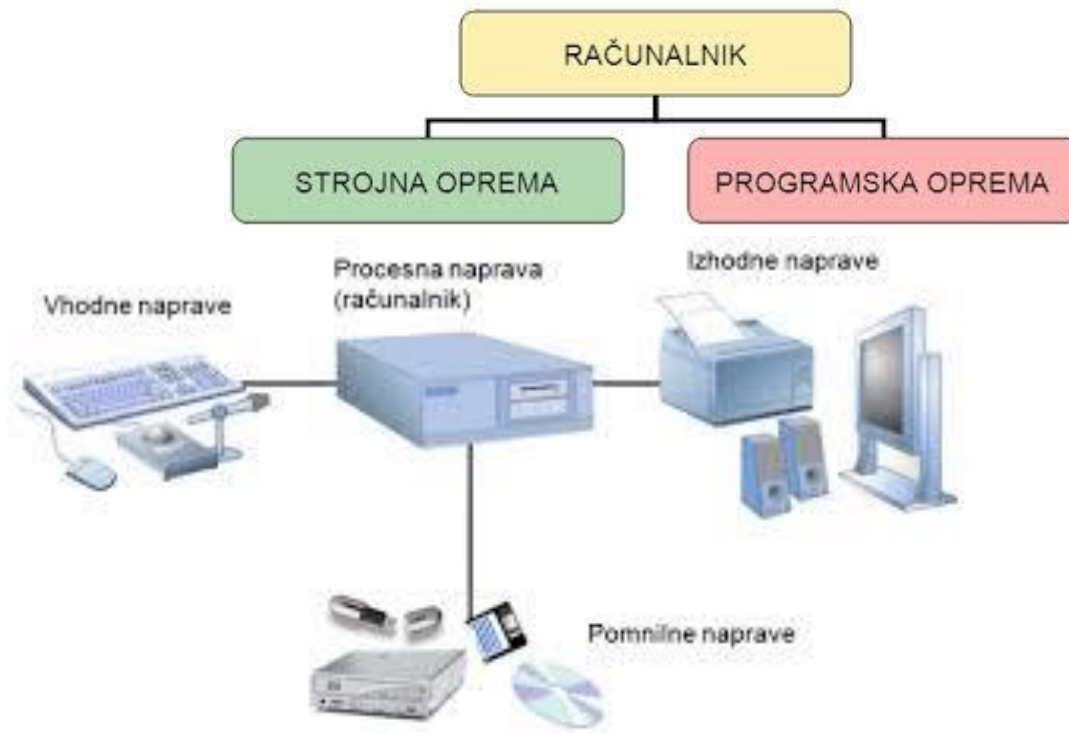 RAČUNALNIK
STROJNA OPREMA
PROGRAMSKA OPREMA
Vhodne naprave
Procesna naprava
(računalnik)
Izhodne naprave
Pomnilne naprave